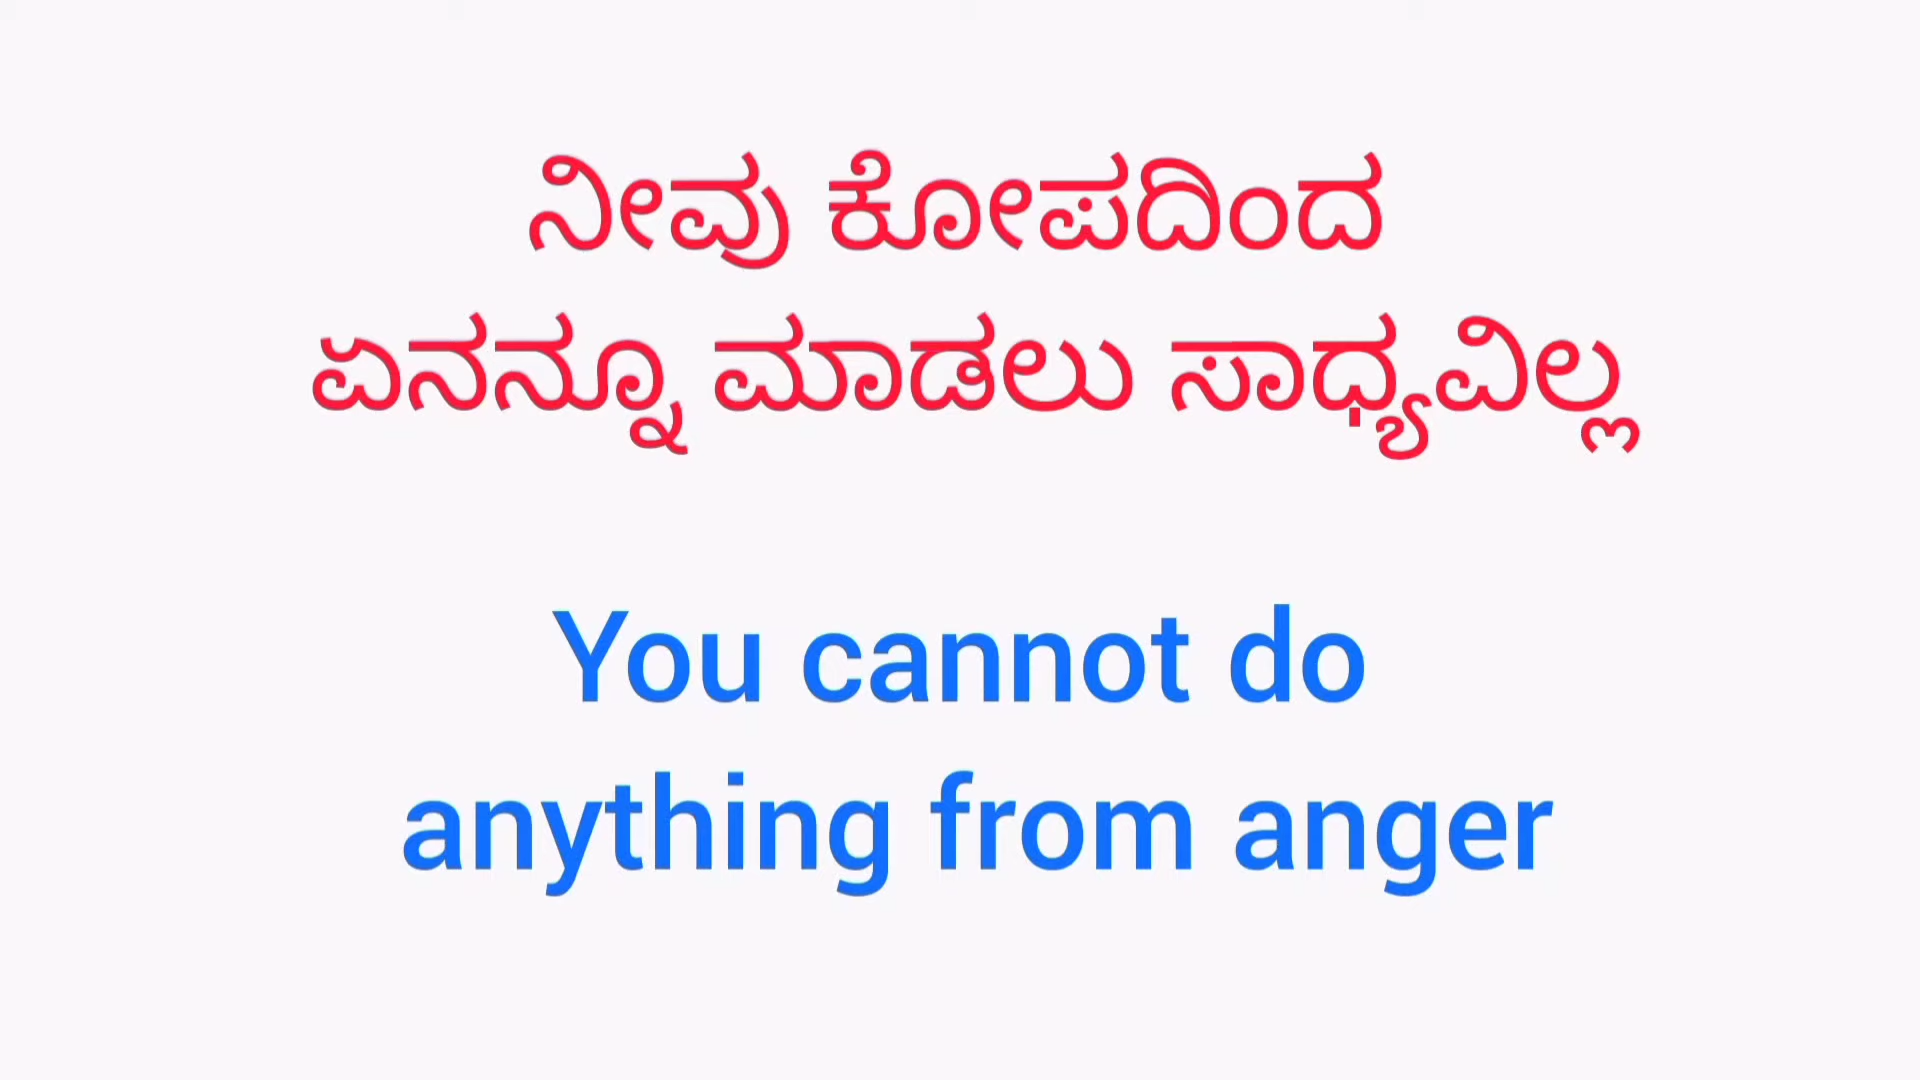 ನೀವು ಕೋಪದಿಂದ
ಏನನ್ನೂ ಮಾಡಲು ಸಾಧ್ಯವಿಲ್ಲ
You cannot do
anything from anger